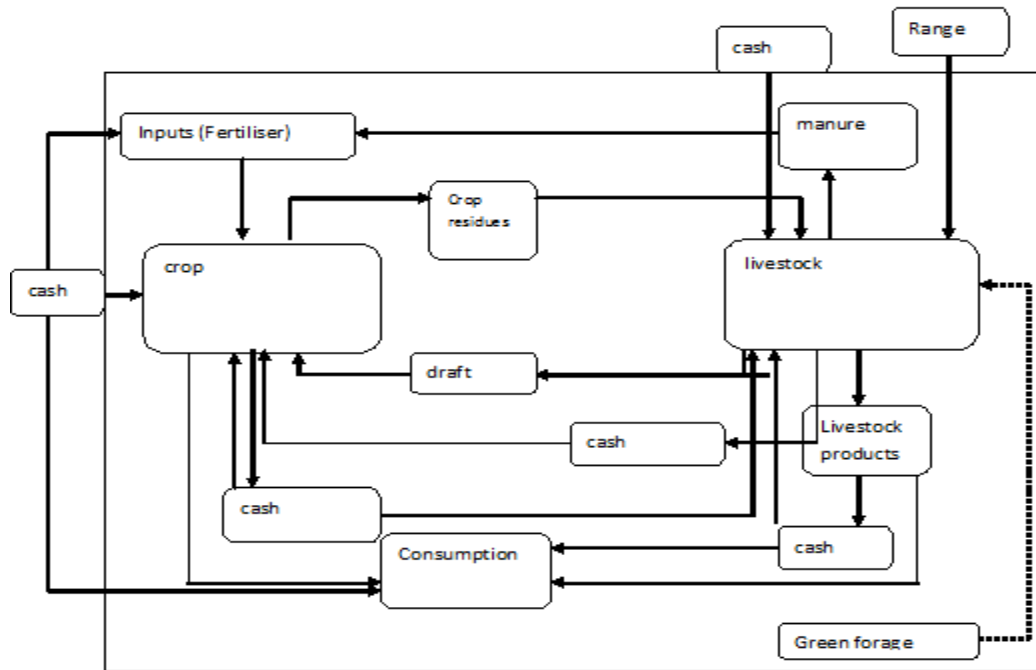 Range
cash
Inputs (Fertiliser)
manure
Crop
residues
crop
livestock
cash
draft
Livestock
products
cash
cash
Consumption
cash
Green forage